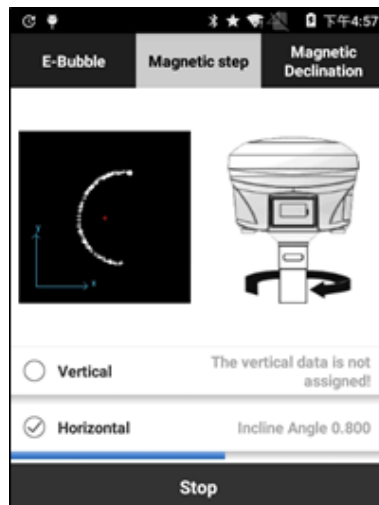 下午4:57
E-Bubble
Magnetic step
Magnetic
Declination
y
x
Vertical
The vertical data is not
assigned!
Horizontal
Incline Angle 0.800
Stop